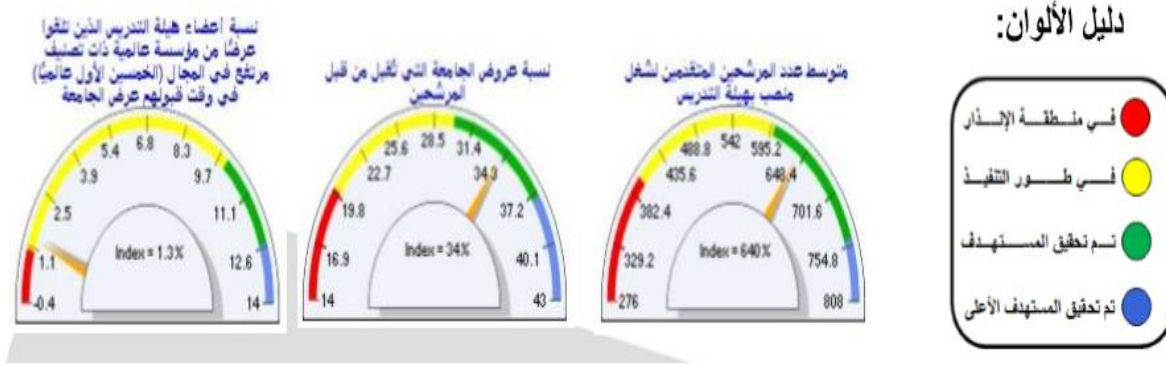 دليل الألوان:
في منطقة الإنذار
في طور التنفيذ
تم تحقيق المستهدف
تم تحقيق المستهدف الأعلى
متوسط عدد المرشحين المتقدمين لشغل
منصب بهيئة التدريس
276
329.2
382.4
435.6
488.8
542
595.2
648.4
701.6
754.8
808
Index = 640%
نسبة عروض الجامعة التي تقبل من قبل
المرشحين
14
16.9
19.8
22.7
25.6
28.5
31.4
34.3
37.2
40.1
43
Index = 34%
نسبة أعضاء هيئة التدريس الذين تلقوا
عرضًا من مؤسسة عالمية ذات تصنيف
مرتفع في المجال (الخمسين الأول عالميًا)
في وقت قبولهم عرض الجامعة
-0.4
1.1
2.5
3.9
5.4
6.8
8.3
9.7
11.1
12.6
14
Index = 1.3%